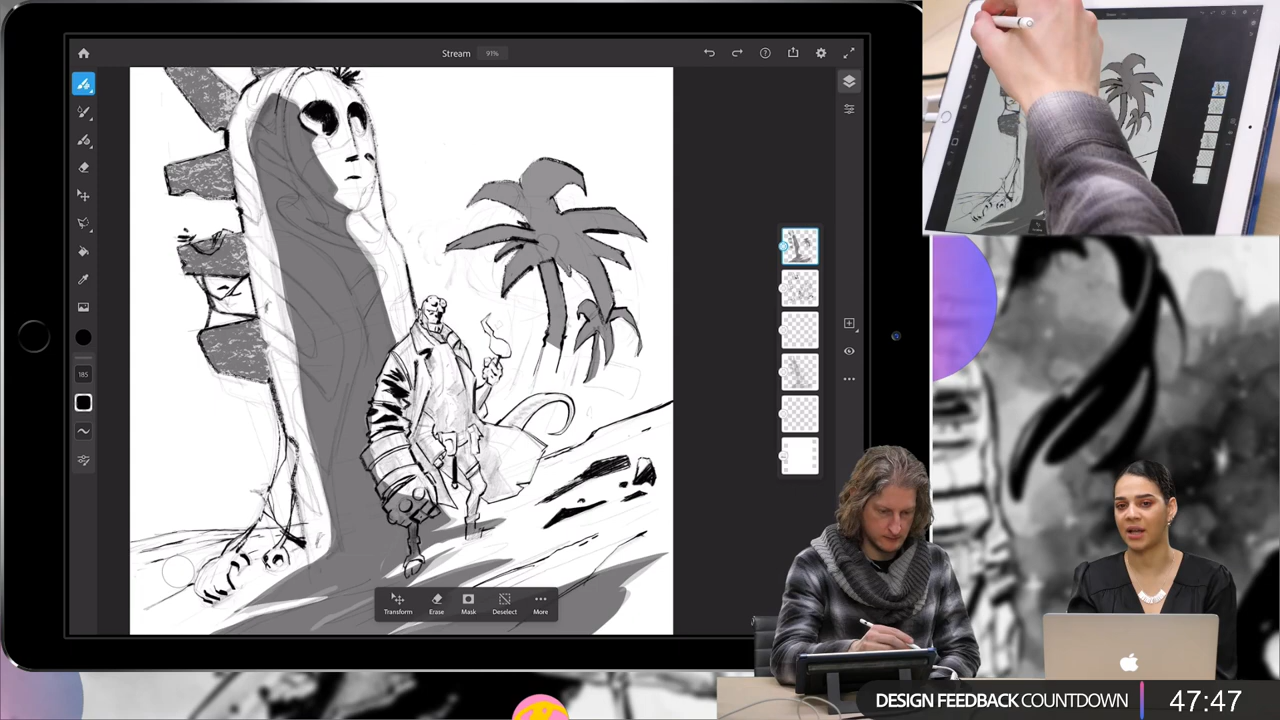 Stream 91%
185
Transform Erase Mask Deselect More
DESIGN FEEDBACK COUNTDOWN 47:47